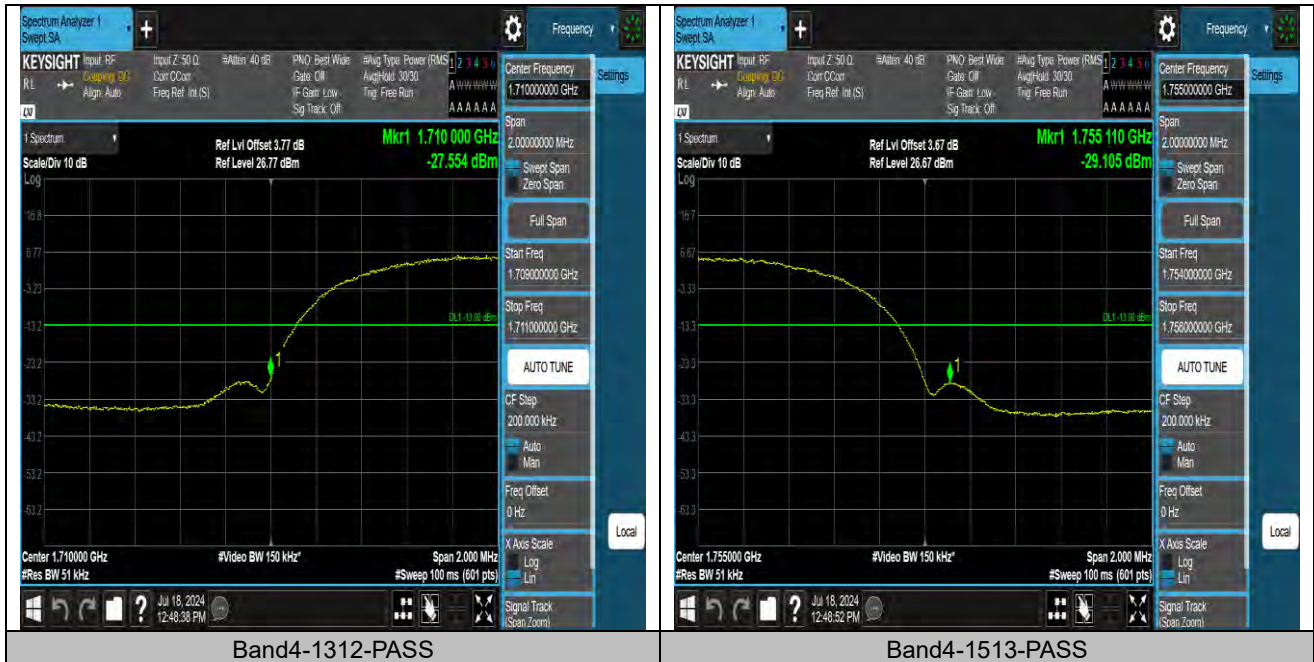 Spectrum Analyzer 1
Swept SA
+
Frequency
KEYSIGHT
Input: RF
Coupling: DC
Align: Auto
Input Z: 50 Ω
Corr CCorr
Freq Ref: Int (S)
#Atten: 40 dB
PNO: Best Wide
Gate: Off
IF Gain: Low
Sig Track: Off
#Avg Type: Power (RMS
Avg|Hold: 30/30
Trig: Free Run
1 2 3 4 5 6
A W W W W W
A A A A A A
RL
LXI
1 Spectrum
Scale/Div 10 dB
Log
Ref Lvl Offset 3.77 dB
Ref Level 26.77 dBm
Mkr1 1.710 000 GHz
-27.554 dBm
16.8
6.77
-3.23
-13.2
-23.2
-33.2
-43.2
-53.2
-63.2
DL1 -13.00 dBm
1
Center 1.710000 GHz
#Res BW 51 kHz
#Video BW 150 kHz*
Span 2.000 MHz
#Sweep 100 ms (601 pts)
Center Frequency
1.710000000 GHz
Settings
Span
2.00000000 MHz
Swept Span
Zero Span
Full Span
Start Freq
1.709000000 GHz
Stop Freq
1.711000000 GHz
AUTO TUNE
CF Step
200.000 kHz
Auto
Man
Freq Offset
0 Hz
X Axis Scale
Log
Lin
Signal Track
(Span Zoom)
Local
?
Jul 18, 2024
12:48:38 PM
Band4-1312-PASS
Spectrum Analyzer 1
Swept SA
+
Frequency
KEYSIGHT
Input: RF
Coupling: DC
Align: Auto
Input Z: 50 Ω
Corr CCorr
Freq Ref: Int (S)
#Atten: 40 dB
PNO: Best Wide
Gate: Off
IF Gain: Low
Sig Track: Off
#Avg Type: Power (RMS
Avg|Hold: 30/30
Trig: Free Run
1 2 3 4 5 6
A W W W W W
A A A A A A
RL
LXI
1 Spectrum
Scale/Div 10 dB
Log
Ref Lvl Offset 3.67 dB
Ref Level 26.67 dBm
Mkr1 1.755 110 GHz
-29.105 dBm
16.7
6.67
-3.33
-13.3
-23.3
-33.3
-43.3
-53.3
-63.3
DL1 -13.00 dBm
1
Center 1.755000 GHz
#Res BW 51 kHz
#Video BW 150 kHz*
Span 2.000 MHz
#Sweep 100 ms (601 pts)
Center Frequency
1.755000000 GHz
Settings
Span
2.00000000 MHz
Swept Span
Zero Span
Full Span
Start Freq
1.754000000 GHz
Stop Freq
1.756000000 GHz
AUTO TUNE
CF Step
200.000 kHz
Auto
Man
Freq Offset
0 Hz
X Axis Scale
Log
Lin
Signal Track
(Span Zoom)
Local
?
Jul 18, 2024
12:48:52 PM
Band4-1513-PASS